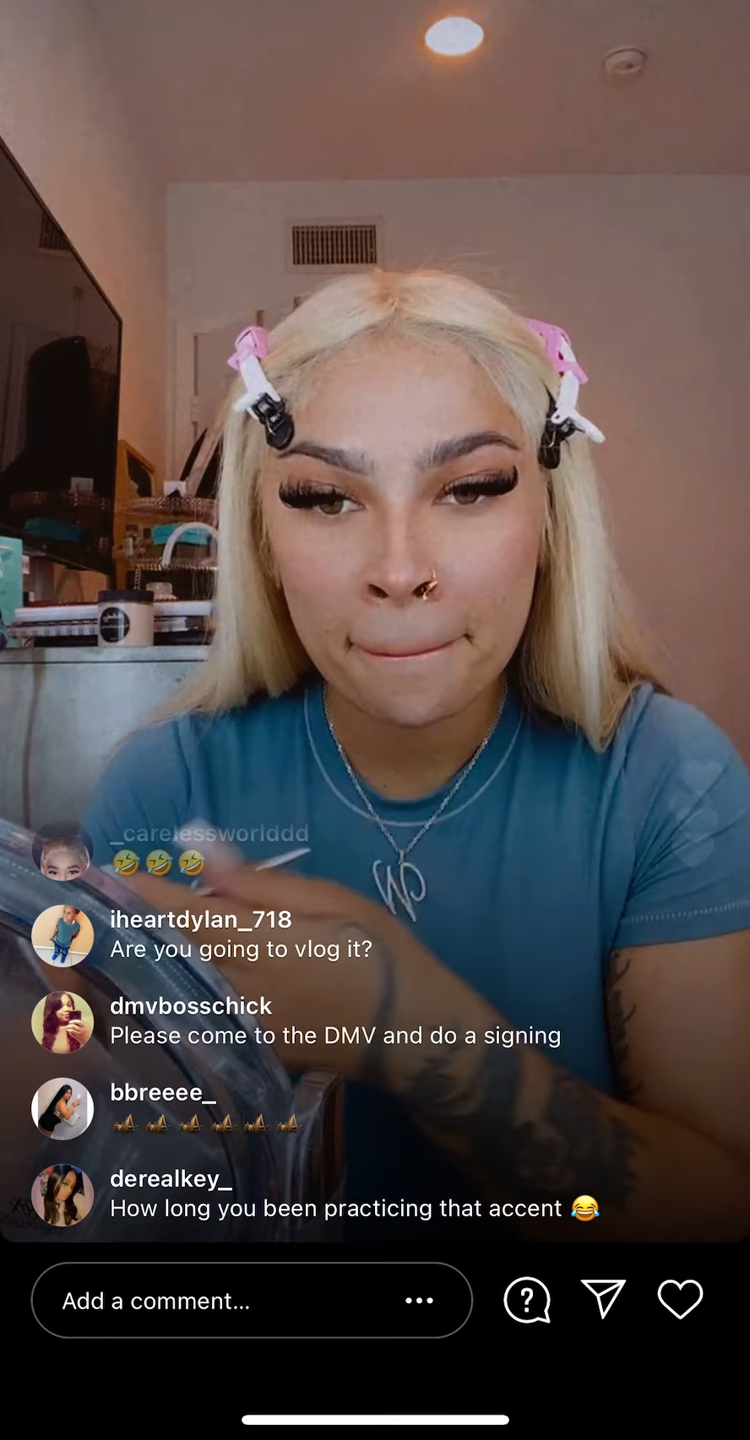 _carelessworlddd
🤣🤣🤣
iheartdylan_718
Are you going to vlog it?
dmvbosschick
Please come to the DMV and do a signing
bbreeee_
derealkey_
How long you been practicing that accent 😂
Add a comment...